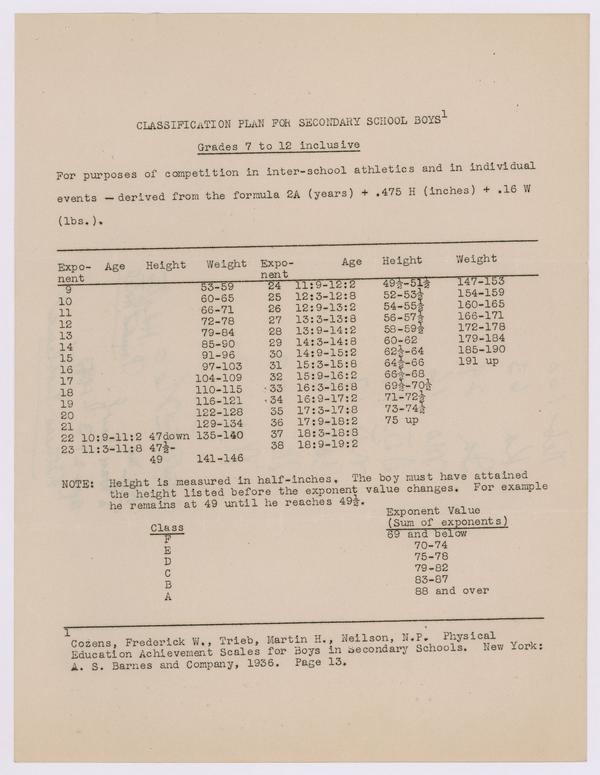 CLASSIFICATION PLAN FOR SECONDARY SCHOOL BOYS1
Grades 7 to 12 inclusive
For purposes of competition in inter-school athletics and in individual
events — derived from the formula 2A (years) + .475 H (inches) + .16 W
(lbs.).
Expo- Age Height Weight Expo- Age Height Weight
nent nent
9 53-59 24 11:9-12:2 49½-51½ 147-153
10 60-65 25 12:3-12:8 52-53½ 154-159
11 66-71 26 12:9-13:2 54-55½ 160-165
12 72-78 27 13:3-13:8 56-57½ 166-171
13 79-84 28 13:9-14:2 58-59½ 172-178
14 85-90 29 14:3-14:8 60-62 179-184
15 91-96 30 14:9-15:2 62½-64 185-190
16 97-103 31 15:3-15:8 64½-66 191 up
17 104-109 32 15:9-16:2 66½-68
18 110-115 33 16:3-16:8 69½-70½
19 116-121 34 16:9-17:2 71-72½
20 122-128 35 17:3-17:8 73-74½
21 129-134 36 17:9-18:2 75 up
22 10:9-11:2 47down 135-140 37 18:3-18:8
23 11:3-11:8 47½- 38 18:9-19:2
49 141-146
NOTE: Height is measured in half-inches. The boy must have attained
the height listed before the exponent value changes. For example
he remains at 49 until he reaches 49½.
Exponent Value
Class (Sum of exponents)
F 69 and below
E 70-74
D 75-78
C 79-82
B 83-87
A 88 and over
1
Cozens, Frederick W., Trieb, Martin H., Neilson, N.P. Physical
Education Achievement Scales for Boys in Secondary Schools. New York:
A. S. Barnes and Company, 1936. Page 13.